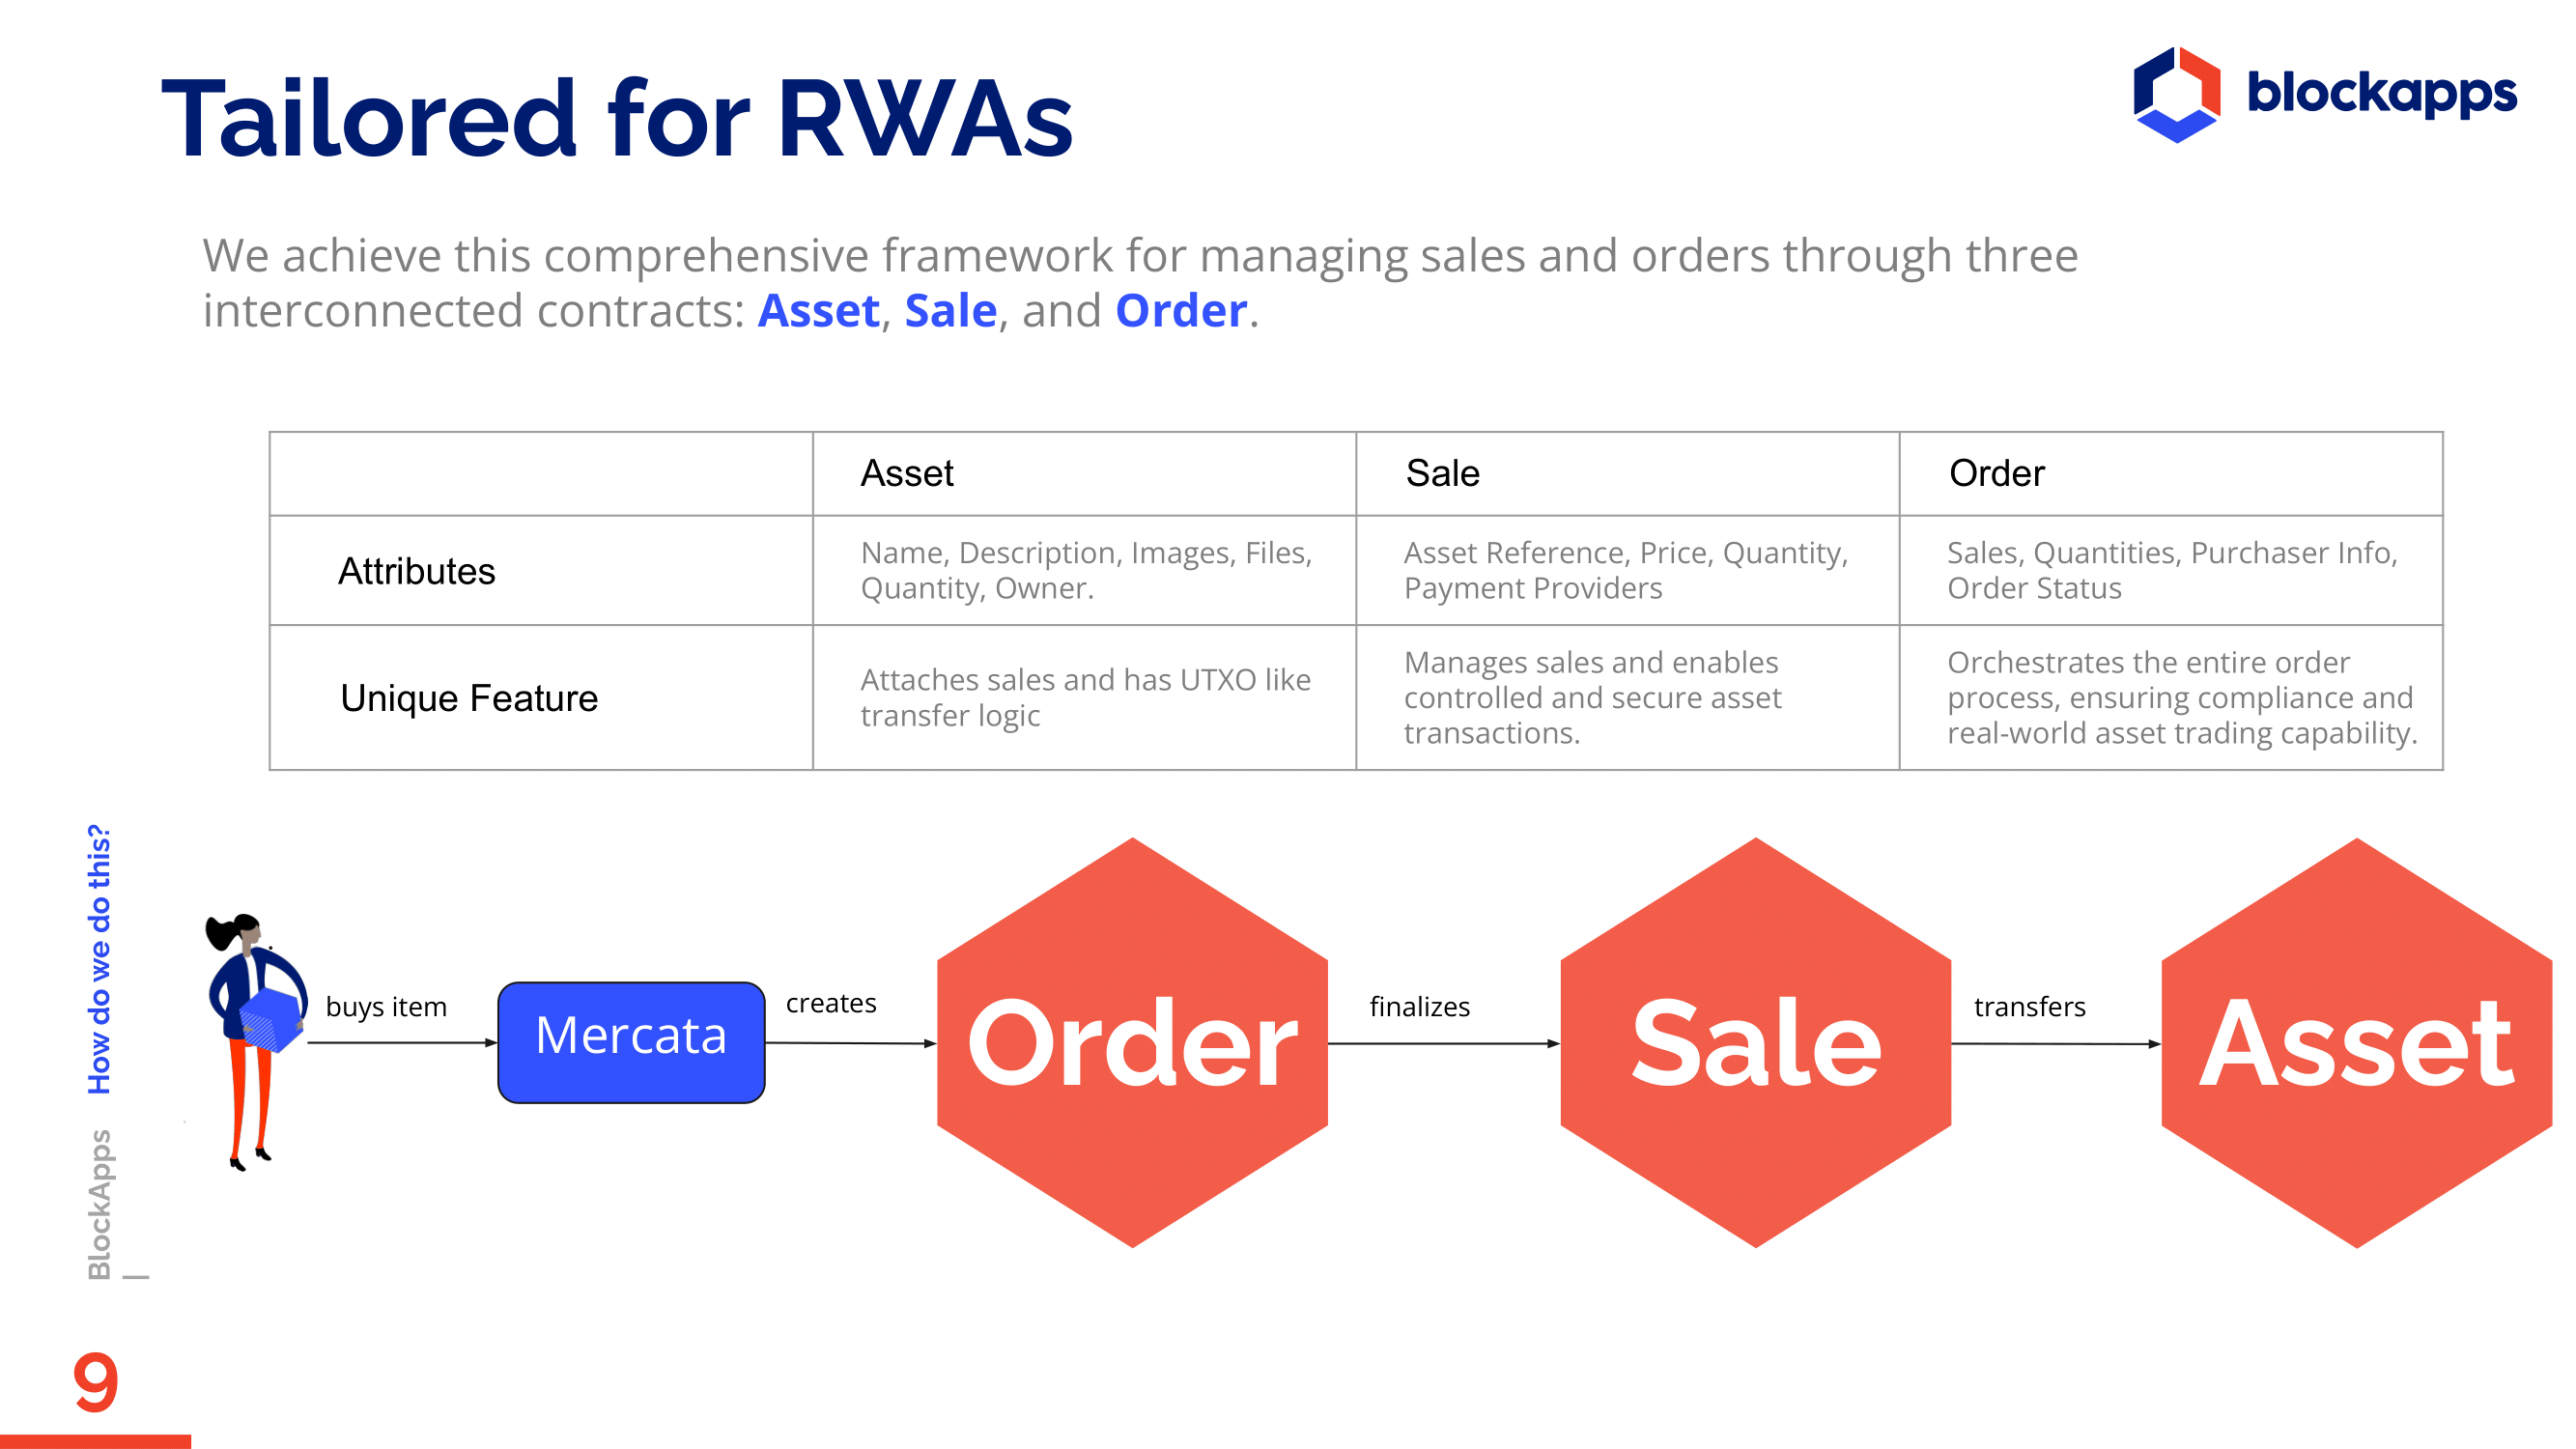 Tailored for RWAs
blockapps
We achieve this comprehensive framework for managing sales and orders through three
interconnected contracts: Asset, Sale, and Order.
Asset
Sale
Order
Attributes
Name, Description, Images, Files,
Quantity, Owner.
Asset Reference, Price, Quantity,
Payment Providers
Sales, Quantities, Purchaser Info,
Order Status
Unique Feature
Attaches sales and has UTXO like
transfer logic
Manages sales and enables
controlled and secure asset
transactions.
Orchestrates the entire order
process, ensuring compliance and
real-world asset trading capability.
buys item
Mercata
creates
Order
finalizes
Sale
transfers
Asset
BlockApps How do we do this?
|
9